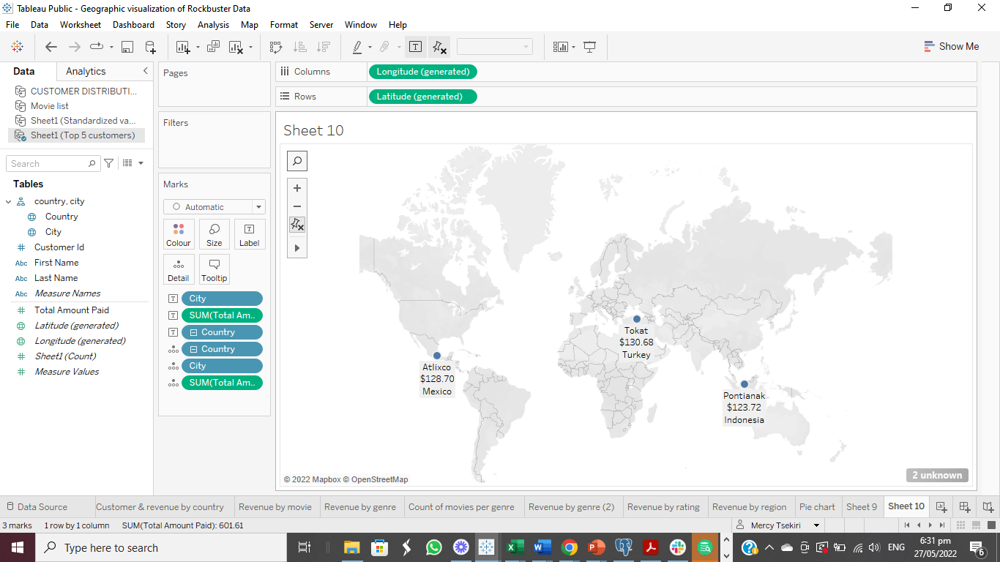 Tableau Public - Geographic visualization of Rockbuster Data
File Data Worksheet Dashboard Story Analysis Map Format Server Window Help
Show Me
Data Analytics
CUSTOMER DISTRIBUTI...
Movie list
Sheet1 (Standardized va...
Sheet1 (Top 5 customers)
Search
Tables
country, city
Country
City
# Customer Id
Abc First Name
Abc Last Name
Abc Measure Names
# Total Amount Paid
Latitude (generated)
Longitude (generated)
# Sheet1 (Count)
# Measure Values
Pages
Filters
Marks
Automatic
Colour Size Label
Detail Tooltip
City
SUM(Total Am..
Country
Country
City
SUM(Total Am..
Columns Longitude (generated)
Rows Latitude (generated)
Sheet 10
Tokat
$130.68
Turkey
Atlixco
$128.70
Mexico
Pontianak
$123.72
Indonesia
© 2022 Mapbox © OpenStreetMap
2 unknown
Data Source Customer & revenue by country Revenue by movie Revenue by genre Count of movies per genre Revenue by genre (2) Revenue by rating Revenue by region Pie chart Sheet 9 Sheet 10
3 marks 1 row by 1 column SUM(Total Amount Paid): 601.61 Mercy Tsekiri
Type here to search
ENG
6:31 pm
27/05/2022
6